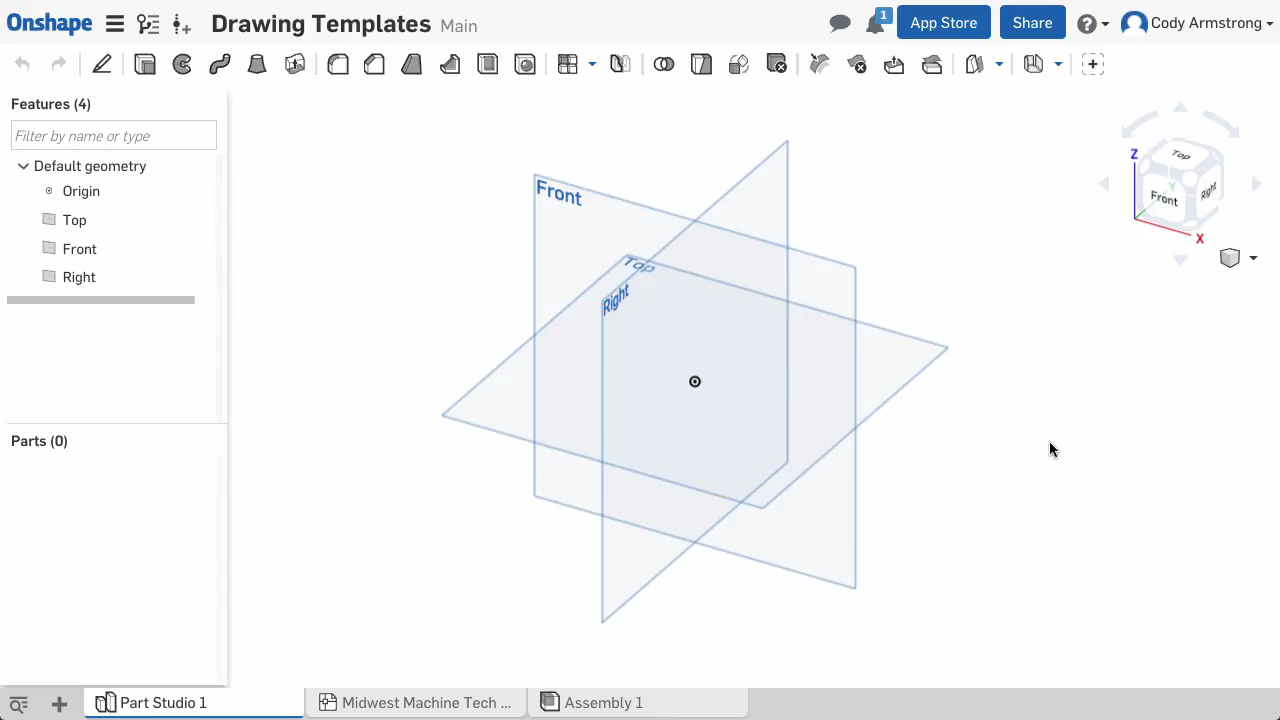 Onshape
Drawing Templates Main
1
App Store
Share
Cody Armstrong
Features (4)
Filter by name or type
Default geometry
Origin
Top
Front
Right
Parts (0)
Front
Top
Right
Top
Front
Right
Z
Y
X
Part Studio 1
Midwest Machine Tech ...
Assembly 1